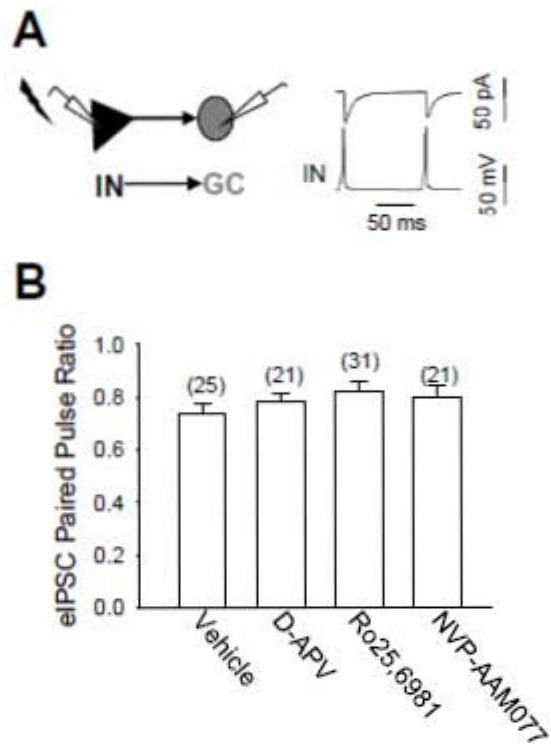 A
50 pA
IN
50 mV
IN GC
50 ms
B
eIPSC Paired Pulse Ratio
1.0
0.8
0.6
0.4
0.2
0.0
(25)
(21)
(31)
(21)
Vehicle
D-APV
Ro25,6981
NVP-AAM077